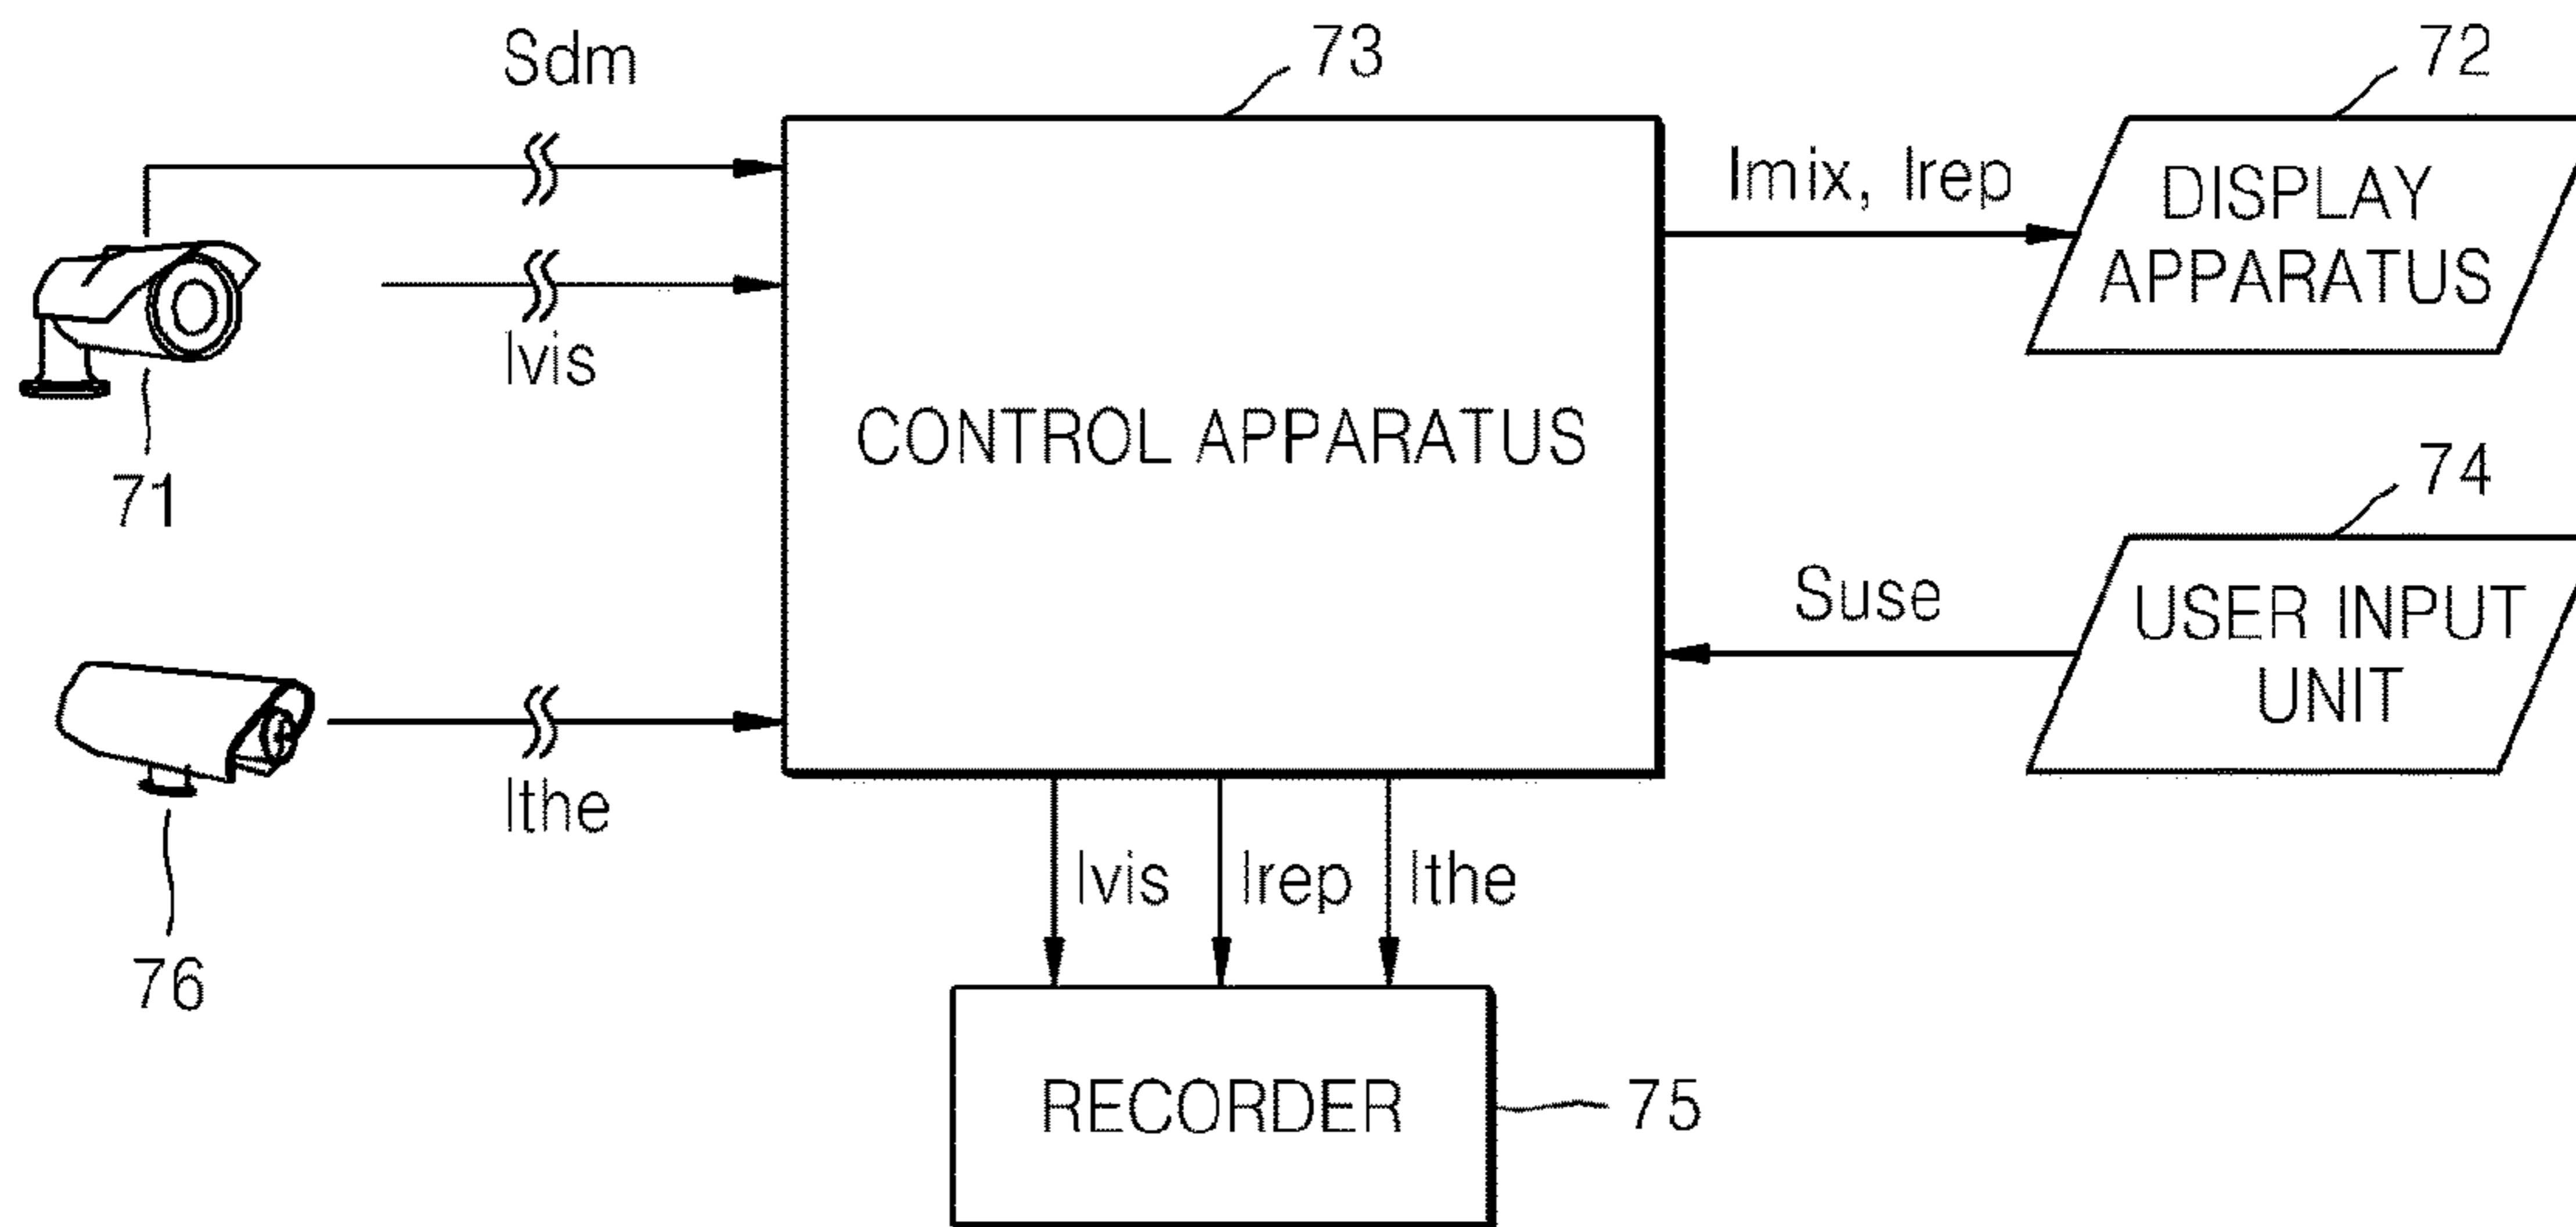 Sdm
73
72
Imix, Irep
DISPLAY
APPARATUS
Ivis
71
CONTROL APPARATUS
74
Suse
USER INPUT
UNIT
Ithe
76
Ivis
Irep
Ithe
RECORDER
75